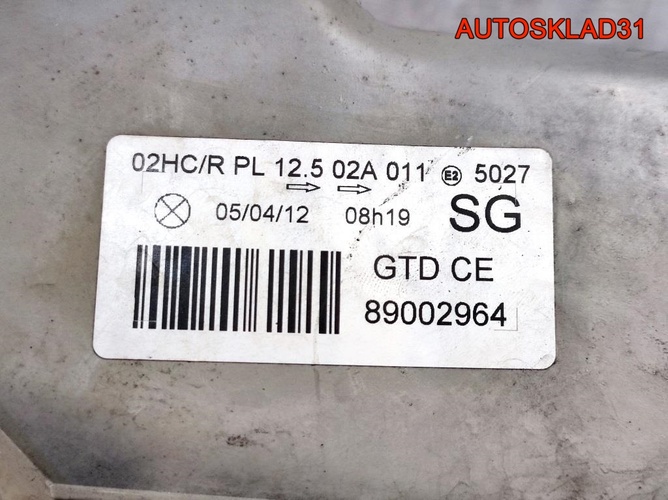 AUTOSKLAD31
02HC/R PL 12.5 02A 011 E2 5027
05/04/12 08h19 SG
GTD CE
89002964